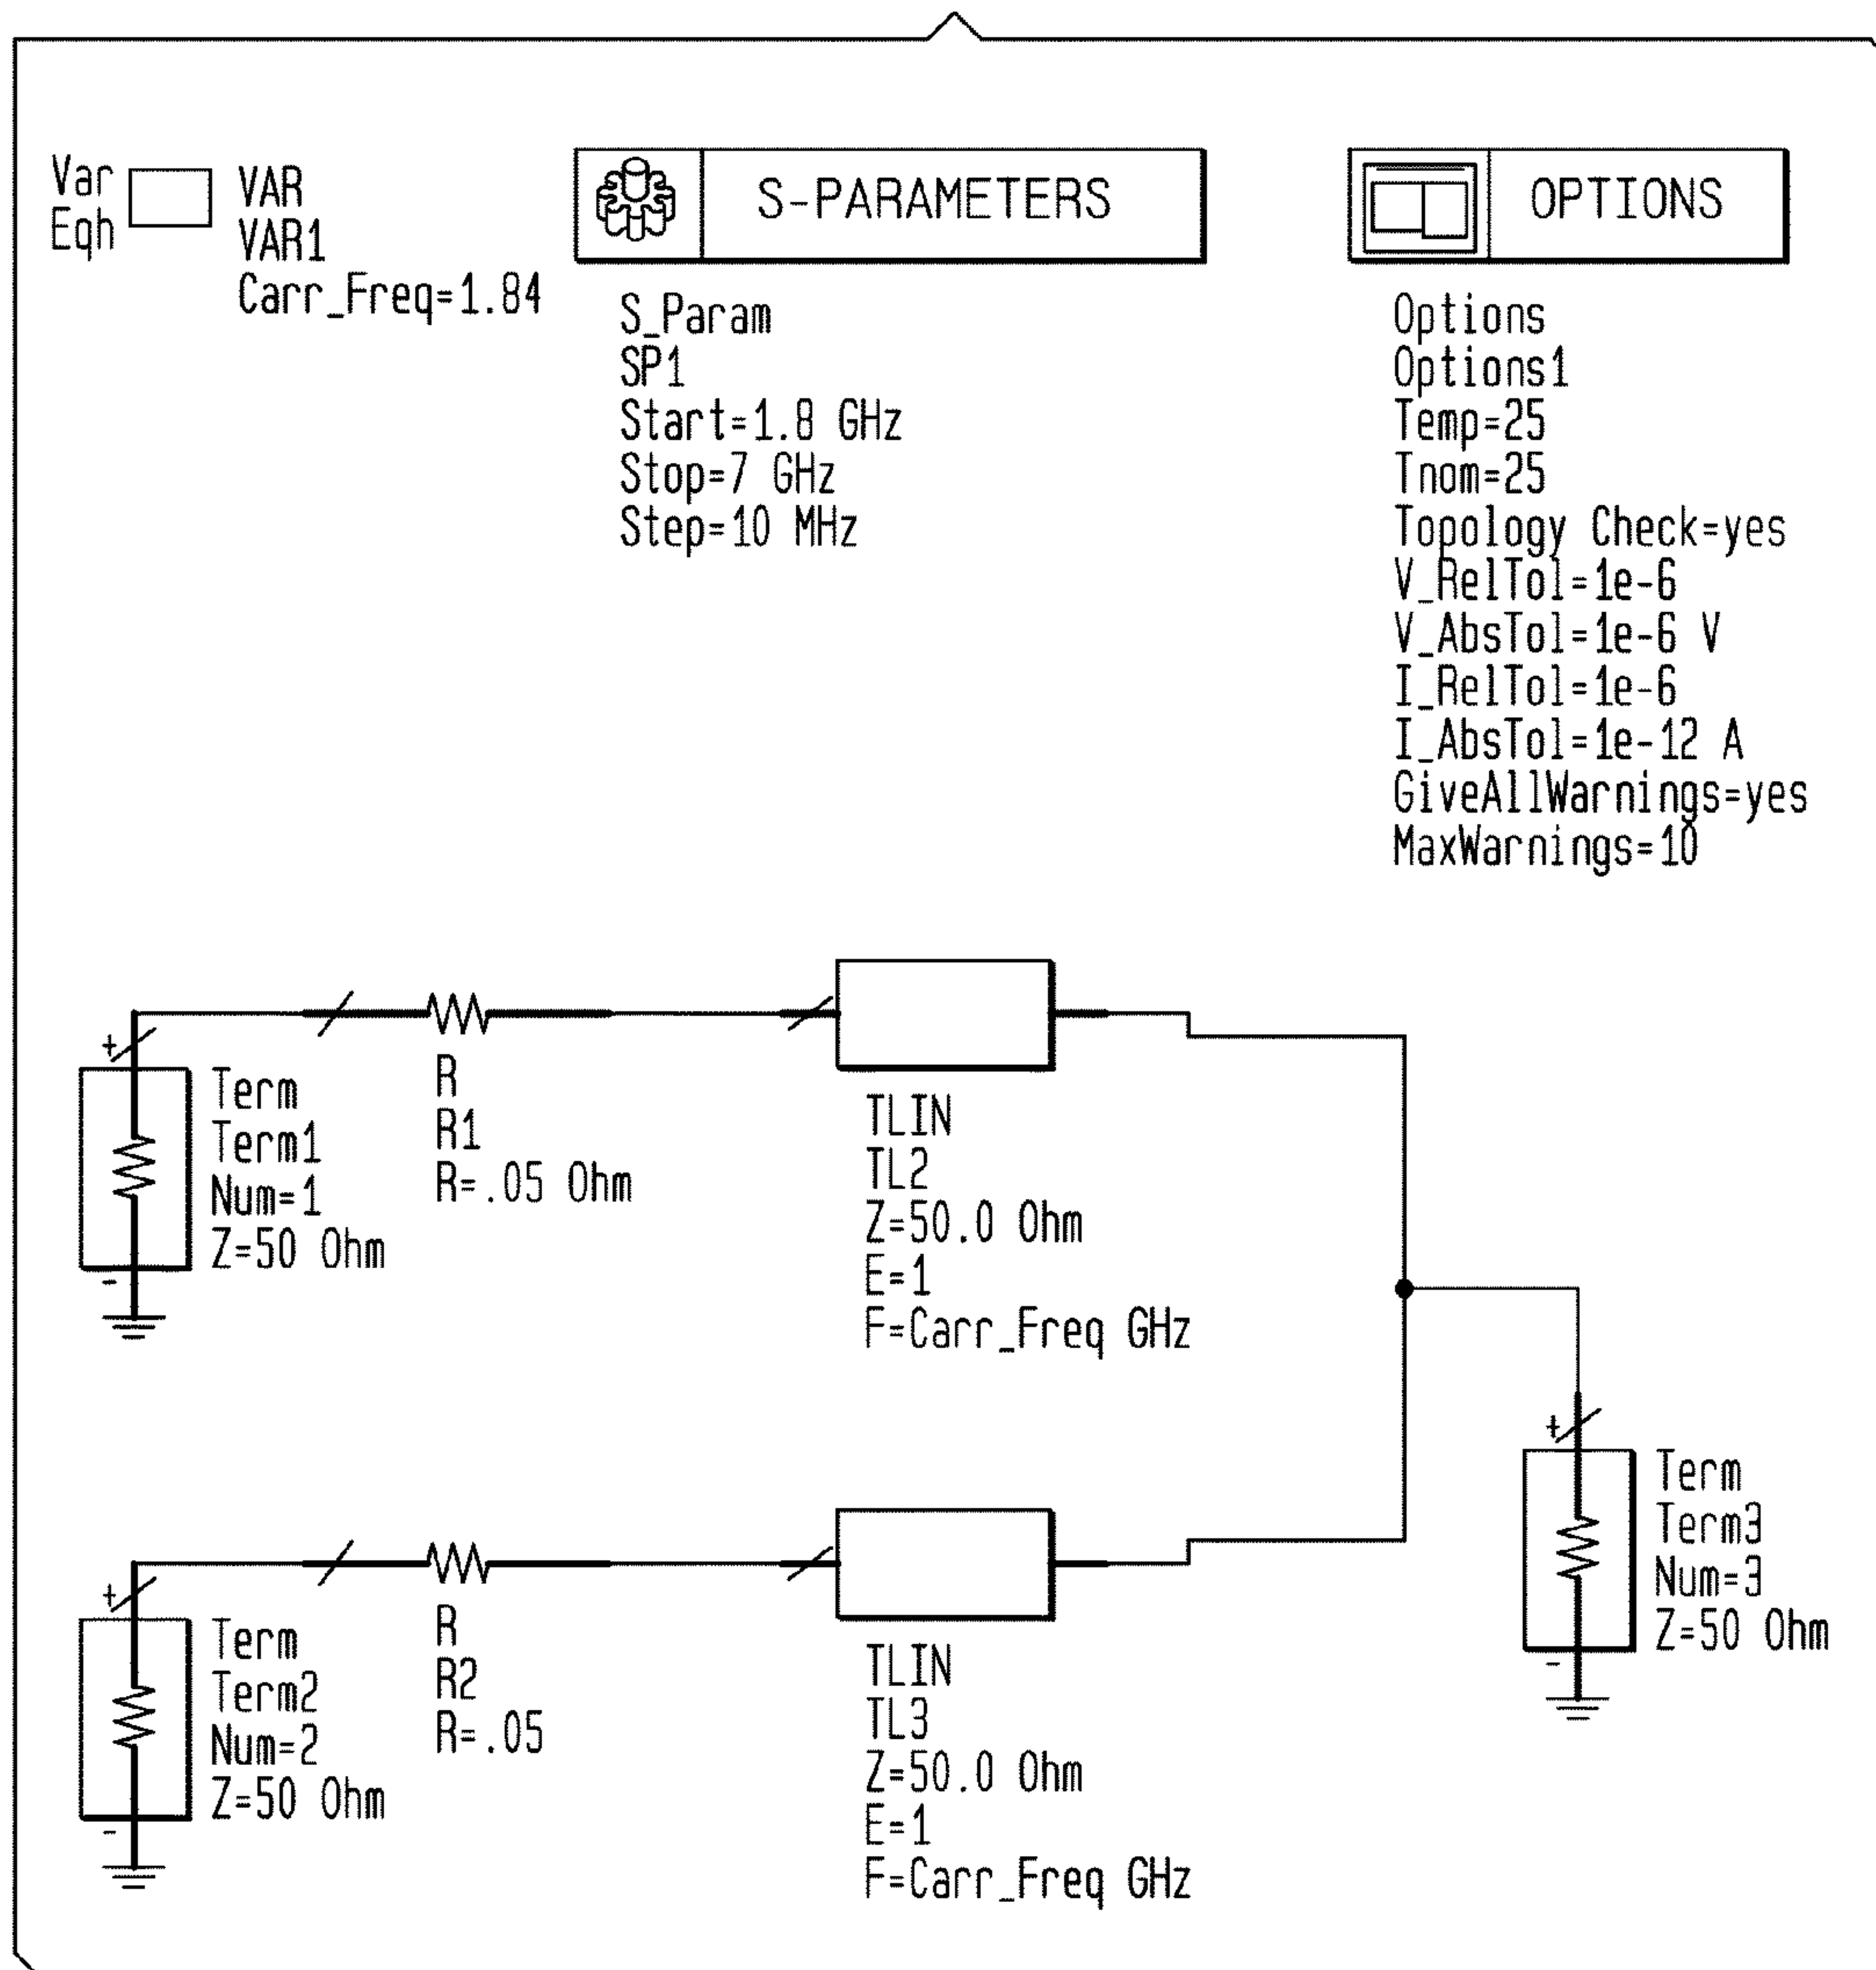 Var
Eqh
VAR
VAR1
Carr_Freq=1.84
S-PARAMETERS
S_Param
SP1
Start=1.8 GHz
Stop=7 GHz
Step=10 MHz
OPTIONS
Options
Options1
Temp=25
Tnom=25
Topology Check=yes
V_RelTol=1e-6
V_AbsTol=1e-6 V
I_RelTol=1e-6
I_AbsTol=1e-12 A
GiveAllWarnings=yes
MaxWarnings=10
+
-
Term
Term1
Num=1
Z=50 Ohm
R
R1
R=.05 Ohm
TLIN
TL2
Z=50.0 Ohm
E=1
F=Carr_Freq GHz
+
-
Term
Term2
Num=2
Z=50 Ohm
R
R2
R=.05
TLIN
TL3
Z=50.0 Ohm
E=1
F=Carr_Freq GHz
+
-
Term
Term3
Num=3
Z=50 Ohm